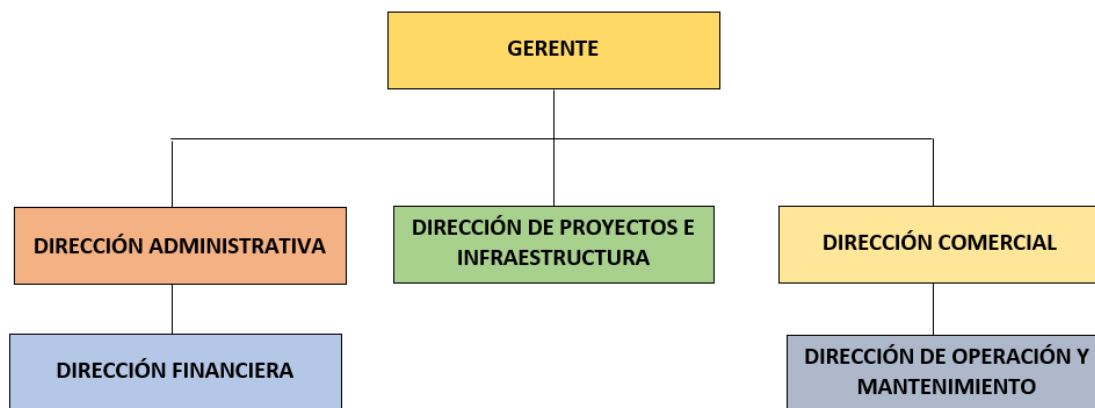 GERENTE
DIRECCIÓN ADMINISTRATIVA
DIRECCIÓN DE PROYECTOS E
INFRAESTRUCTURA
DIRECCIÓN COMERCIAL
DIRECCIÓN FINANCIERA
DIRECCIÓN DE OPERACIÓN Y
MANTENIMIENTO